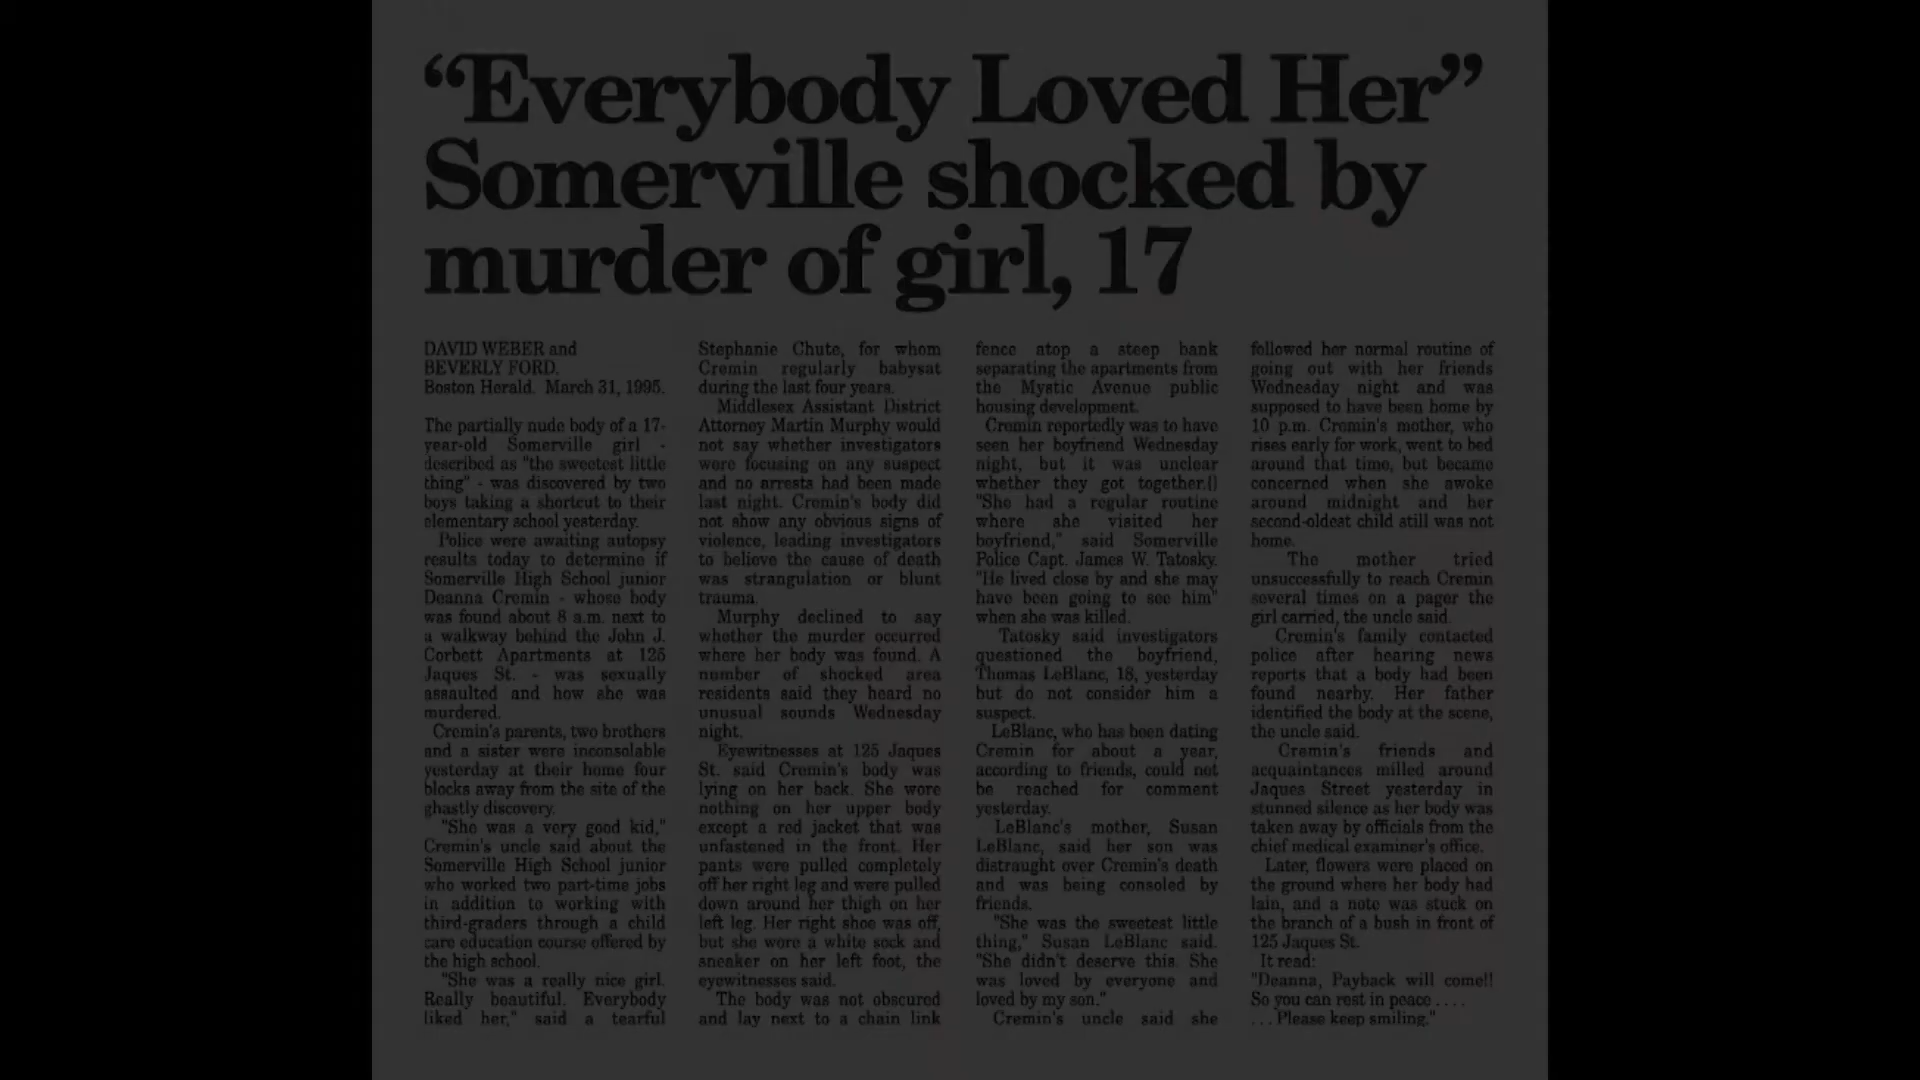 “Everybody Loved Her”
Somerville shocked by
murder of girl, 17
DAVID WEBER and
BEVERLY FORD.
Boston Herald. March 31, 1995.
The partially nude body of a 17-
year-old Somerville girl -
described as "the sweetest little
thing" - was discovered by two
boys taking a shortcut to their
elementary school yesterday.
Police were awaiting autopsy
results today to determine if
Somerville High School junior
Deanna Cremin - whose body
was found about 8 a.m. next to
a walkway behind the John J.
Corbett Apartments at 125
Jaques St. - was sexually
assaulted and how she was
murdered.
Cremin's parents, two brothers
and a sister were inconsolable
yesterday at their home four
blocks away from the site of the
ghastly discovery.
"She was a very good kid,"
Cremin's uncle said about the
Somerville High School junior
who worked two part-time jobs
in addition to working with
third-graders through a child
care education course offered by
the high school.
"She was a really nice girl.
Really beautiful. Everybody
liked her," said a tearful
Stephanie Chute, for whom
Cremin regularly babysat
during the last four years.
Middlesex Assistant District
Attorney Martin Murphy would
not say whether investigators
were focusing on any suspect
and no arrests had been made
last night. Cremin's body did
not show any obvious signs of
violence, leading investigators
to believe the cause of death
was strangulation or blunt
trauma.
Murphy declined to say
whether the murder occurred
where her body was found. A
number of shocked area
residents said they heard no
unusual sounds Wednesday
night.
Eyewitnesses at 125 Jaques
St. said Cremin's body was
lying on her back. She wore
nothing on her upper body
except a red jacket that was
unfastened in the front. Her
pants were pulled completely
off her right leg and were pulled
down around her thigh on her
left leg. Her right shoe was off,
but she wore a white sock and
sneaker on her left foot, the
eyewitnesses said.
The body was not obscured
and lay next to a chain link
fence atop a steep bank
separating the apartments from
the Mystic Avenue public
housing development.
Cremin reportedly was to have
seen her boyfriend Wednesday
night, but it was unclear
whether they got together.[]
"She had a regular routine
where she visited her
boyfriend," said Somerville
Police Capt. James W. Tatosky.
"He lived close by and she may
have been going to see him"
when she was killed.
Tatosky said investigators
questioned the boyfriend,
Thomas LeBlanc, 18, yesterday
but do not consider him a
suspect.
LeBlanc, who has been dating
Cremin for about a year,
according to friends, could not
be reached for comment
yesterday.
LeBlanc's mother, Susan
LeBlanc, said her son was
distraught over Cremin's death
and was being consoled by
friends.
"She was the sweetest little
thing," Susan LeBlanc said.
"She didn't deserve this. She
was loved by everyone and
loved by my son."
Cremin's uncle said she
followed her normal routine of
going out with her friends
Wednesday night and was
supposed to have been home by
10 p.m. Cremin's mother, who
rises early for work, went to bed
around that time, but became
concerned when she awoke
around midnight and her
second-oldest child still was not
home.
The mother tried
unsuccessfully to reach Cremin
several times on a pager the
girl carried, the uncle said.
Cremin's family contacted
police after hearing news
reports that a body had been
found nearby. Her father
identified the body at the scene,
the uncle said.
Cremin's friends and
acquaintances milled around
Jaques Street yesterday in
stunned silence as her body was
taken away by officials from the
chief medical examiner's office.
Later, flowers were placed on
the ground where her body had
lain, and a note was stuck on
the branch of a bush in front of
125 Jaques St.
It read:
"Deanna, Payback will come!!
So you can rest in peace . . . .
. . . Please keep smiling."